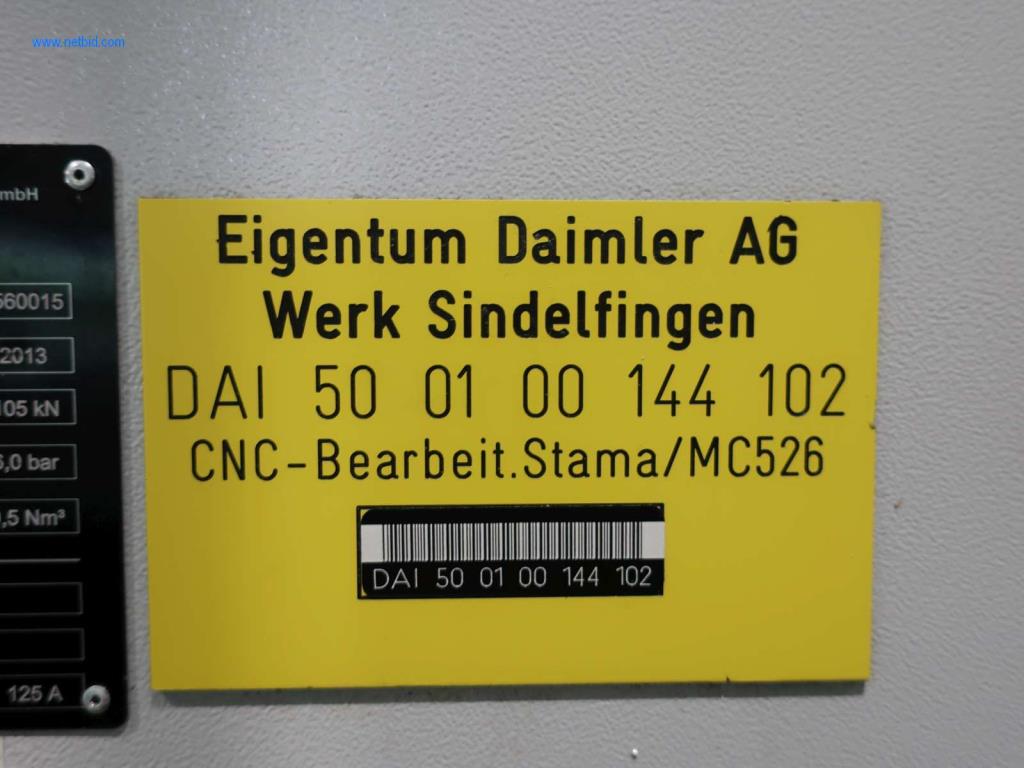 www.netbid.com
mbH
560015
2013
105 kN
6,0 bar
,5 Nm³
125 A
Eigentum Daimler AG
Werk Sindelfingen
DAI 50 01 00 144 102
CNC-Bearbeit.Stama/MC526
DAI 50 01 00 144 102